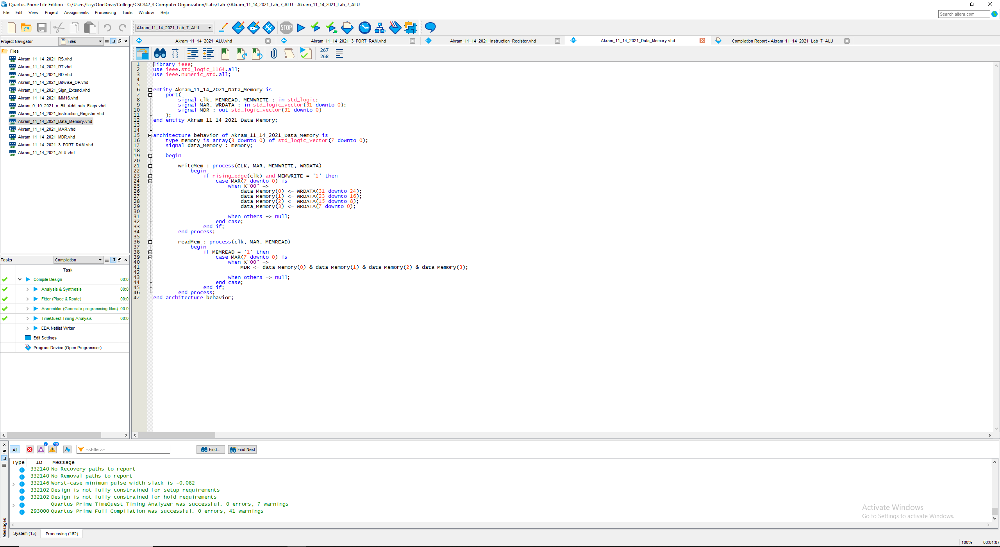 Quartus Prime Lite Edition - C:/Users/Izzy/OneDrive/College/CSC342_3 Computer Organization/Labs/Lab 7/Akram_11_14_2021_Lab_7_ALU - Akram_11_14_2021_Lab_7_ALU
File Edit View Project Assignments Processing Tools Window Help
Search altera.com
Akram_11_14_2021_Lab_7_ALU
STOP
Project Navigator Files
Akram_11_14_2021_ALU.vhd Akram_11_14_2021_3_PORT_RAM.vhd Akram_11_14_2021_Instruction_Register.vhd Akram_11_14_2021_Data_Memory.vhd Compilation Report - Akram_11_14_2021_Lab_7_ALU
267
268
Files
Akram_11_14_2021_RS.vhd
Akram_11_14_2021_RT.vhd
Akram_11_14_2021_RD.vhd
Akram_11_14_2021_Bitwise_OP.vhd
Akram_11_14_2021_Sign_Extend.vhd
Akram_11_14_2021_IMM16.vhd
Akram_9_19_2021_n_Bit_Add_sub_Flags.vhd
Akram_11_14_2021_Instruction_Register.vhd
Akram_11_14_2021_Data_Memory.vhd
Akram_11_14_2021_MAR.vhd
Akram_11_14_2021_MDR.vhd
Akram_11_14_2021_3_PORT_RAM.vhd
Akram_11_14_2021_ALU.vhd
Tasks Compilation
Task
Compile Design 00:0
Analysis & Synthesis 00:00
Fitter (Place & Route) 00:00
Assembler (Generate programming files) 00:00
TimeQuest Timing Analysis 00:00
EDA Netlist Writer
Edit Settings
Program Device (Open Programmer)
1 library ieee;
2 use ieee.std_logic_1164.all;
3 use ieee.numeric_std.all;
4
5
6 entity Akram_11_14_2021_Data_Memory is
7 port(
8 signal clk, MEMREAD, MEMWRITE : in std_logic;
9 signal MAR, WRDATA : in std_logic_vector(31 downto 0);
10 signal MDR : out std_logic_vector(31 downto 0)
11 );
12 end entity Akram_11_14_2021_Data_Memory;
13
14
15 architecture behavior of Akram_11_14_2021_Data_Memory is
16 type memory is array(3 downto 0) of std_logic_vector(7 downto 0);
17 signal data_Memory : memory;
18
19 begin
20
21 writeMem : process(CLK, MAR, MEMWRITE, WRDATA)
22 begin
23 if rising_edge(clk) and MEMWRITE = '1' then
24 case MAR(7 downto 0) is
25 when X"00" =>
26 data_Memory(0) <= WRDATA(31 downto 24);
27 data_Memory(1) <= WRDATA(23 downto 16);
28 data_Memory(2) <= WRDATA(15 downto 8);
29 data_Memory(3) <= WRDATA(7 downto 0);
30
31 when others => null;
32 end case;
33 end if;
34 end process;
35
36 readMem : process(clk, MAR, MEMREAD)
37 begin
38 if MEMREAD = '1' then
39 case MAR(7 downto 0) is
40 when X"00" =>
41 MDR <= data_Memory(0) & data_Memory(1) & data_Memory(2) & data_Memory(3);
42
43 when others => null;
44 end case;
45 end if;
46 end process;
47 end architecture behavior;
All 7 10 <<Filter>> Find... Find Next
Type ID Message
332140 No Recovery paths to report
332140 No Removal paths to report
332146 Worst-case minimum pulse width slack is -0.082
332102 Design is not fully constrained for setup requirements
332102 Design is not fully constrained for hold requirements
Quartus Prime TimeQuest Timing Analyzer was successful. 0 errors, 7 warnings
293000 Quartus Prime Full Compilation was successful. 0 errors, 41 warnings
Messages
System (15) Processing (162)
Activate Windows
Go to Settings to activate Windows.
100% 00:01:07